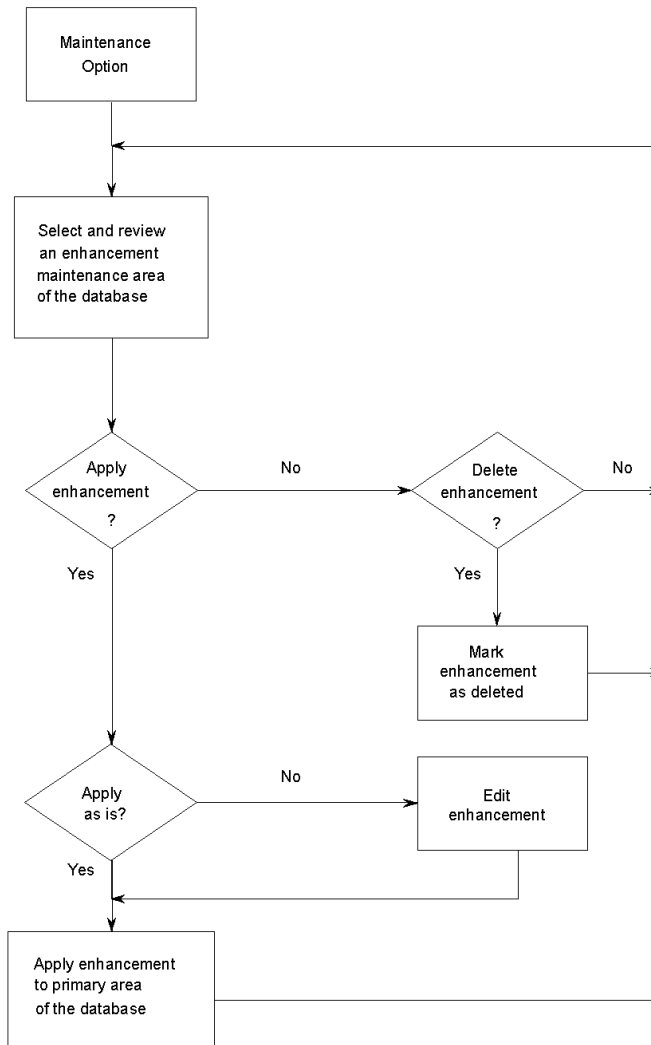 Maintenance
Option
Select and review
an enhancement
maintenance area
of the database
Apply
enhancement
?
No
Delete
enhancement
?
No
Yes
Yes
Mark
enhancement
as deleted
Apply
as is?
No
Edit
enhancement
Yes
Apply enhancement
to primary area
of the database